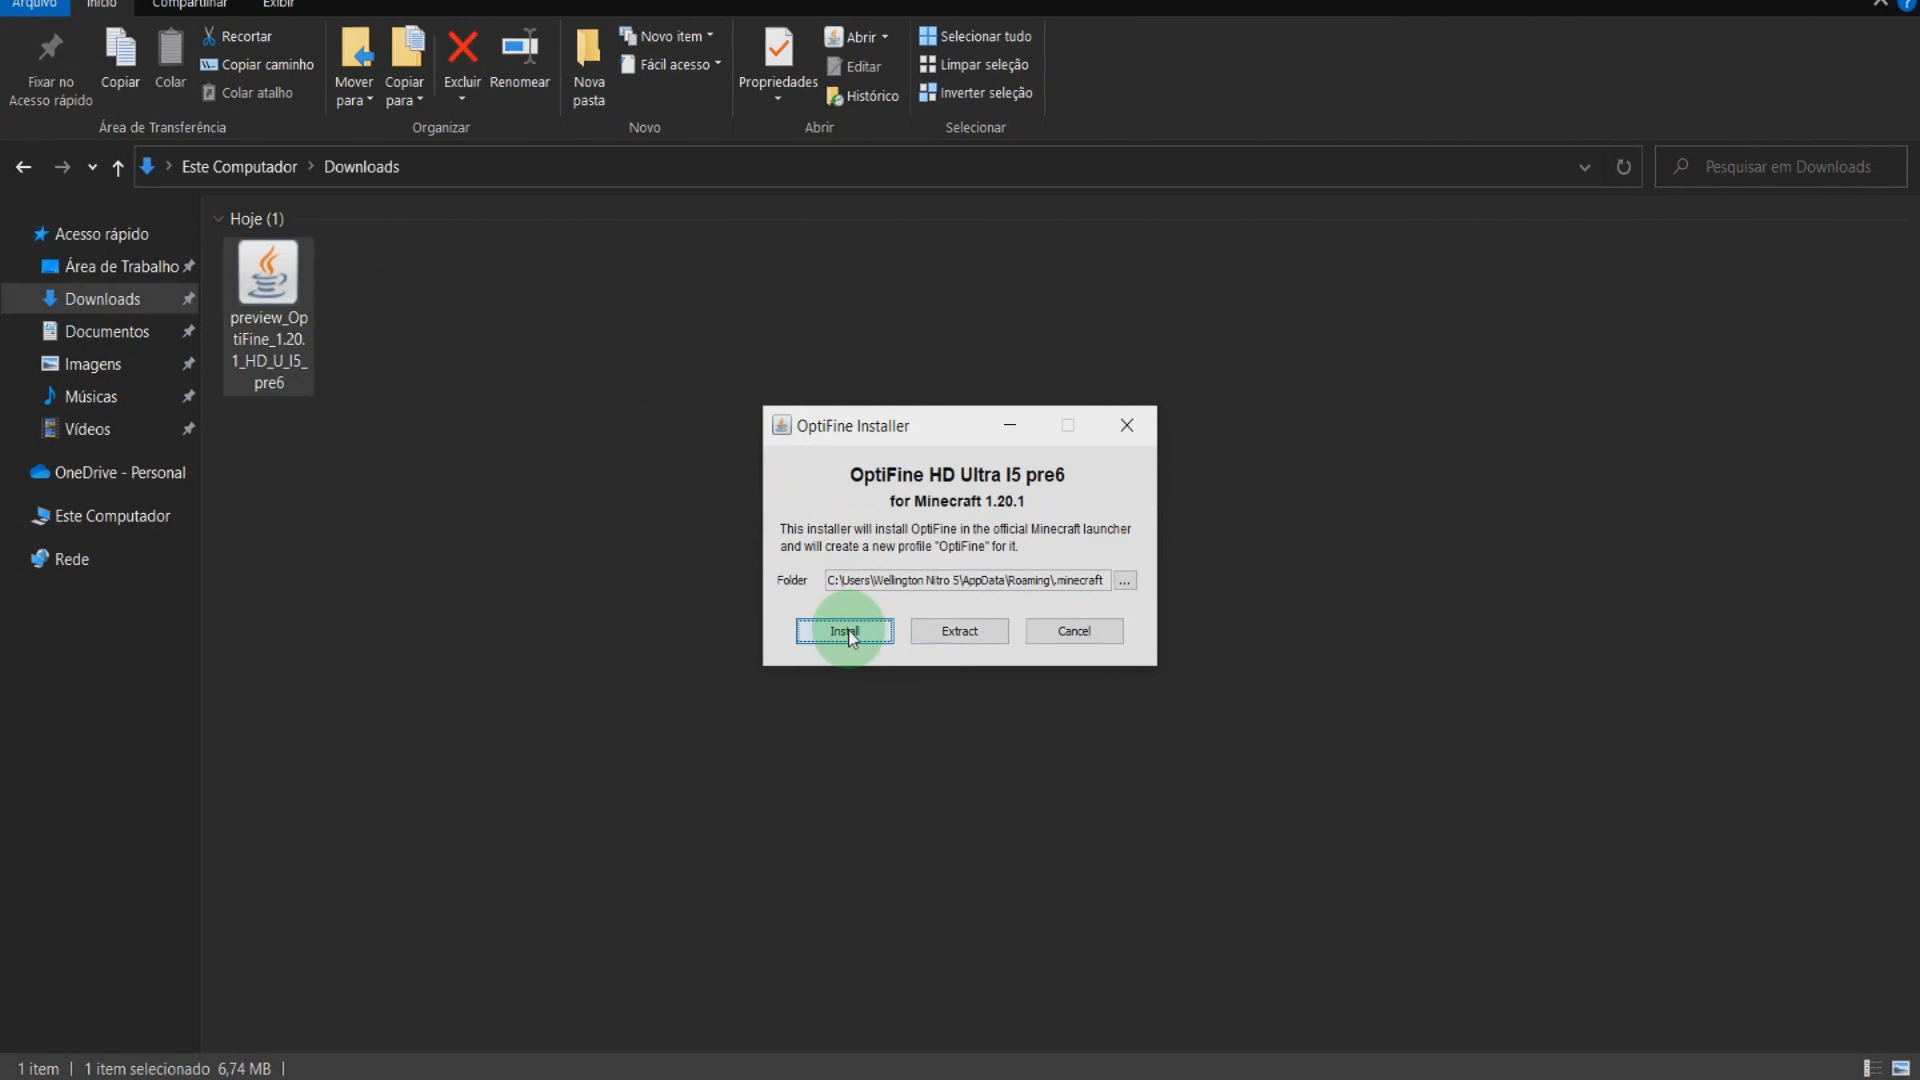 Arquivo Início Compartilhar Exibir
Fixar no
Acesso rápido
Copiar
Colar
Recortar
Copiar caminho
Colar atalho
Área de Transferência
Mover
para
Copiar
para
Excluir
Renomear
Organizar
Nova
pasta
Novo item
Fácil acesso
Novo
Propriedades
Abrir
Editar
Histórico
Abrir
Selecionar tudo
Limpar seleção
Inverter seleção
Selecionar
Este Computador > Downloads
Pesquisar em Downloads
Acesso rápido
Área de Trabalho
Downloads
Documentos
Imagens
Músicas
Vídeos
OneDrive - Personal
Este Computador
Rede
Hoje (1)
preview_Op
tiFine_1.20.
1_HD_U_I5_
pre6
OptiFine Installer
OptiFine HD Ultra I5 pre6
for Minecraft 1.20.1
This installer will install OptiFine in the official Minecraft launcher
and will create a new profile "OptiFine" for it.
Folder C:\Users\Wellington Nitro 5\AppData\Roaming\.minecraft ...
Install Extract Cancel
1 item | 1 item selecionado 6,74 MB |